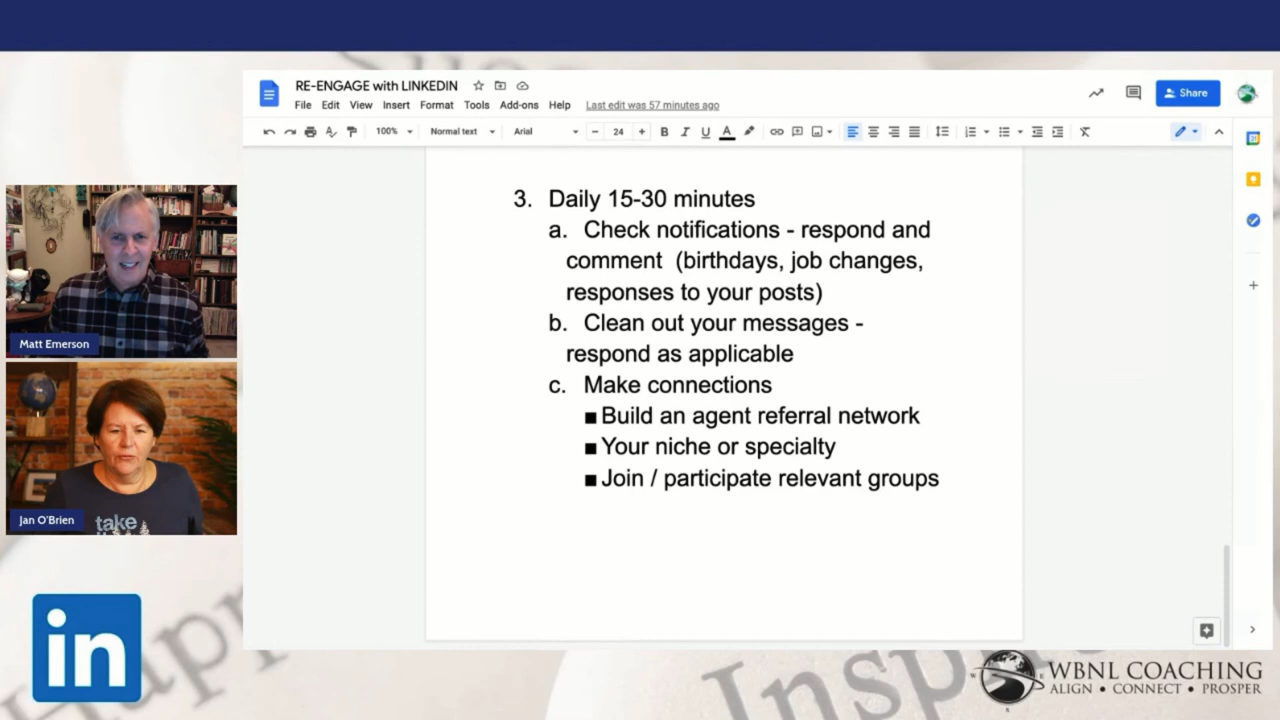 RE-ENGAGE with LINKEDIN
File Edit View Insert Format Tools Add-ons Help Last edit was 57 minutes ago
Share
100% Normal text Arial 24 B I U A
3. Daily 15-30 minutes
a. Check notifications - respond and
comment (birthdays, job changes,
responses to your posts)
b. Clean out your messages -
respond as applicable
c. Make connections
■ Build an agent referral network
■ Your niche or specialty
■ Join / participate relevant groups
Matt Emerson
take
Jan O'Brien
in
WBNL COACHING
ALIGN • CONNECT • PROSPER